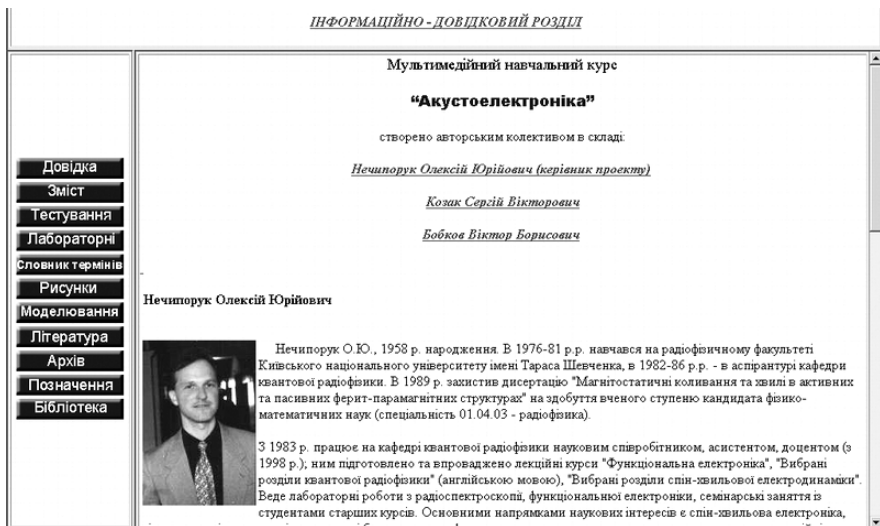 ІНФОРМАЦІЙНО - ДОВІДКОВИЙ РОЗДІЛ
Довідка
Зміст
Тестування
Лабораторні
Словник термінів
Рисунки
Моделювання
Література
Архів
Позначення
Бібліотека
Мультимедійний навчальний курс
“Акустоелектроніка”
створено авторським колективом в складі:
Нечипорук Олексій Юрійович (керівник проекту)
Козак Сергій Вікторович
Бобков Віктор Борисович
Нечипорук Олексій Юрійович
Нечипорук О.Ю., 1958 р. народження. В 1976-81 р.р. навчався на радіофізичному факультеті
Київського національного університету імені Тараса Шевченка, в 1982-86 р.р. - в аспірантурі кафедри
квантової радіофізики. В 1989 р. захистив дисертацію "Магнітостатичні коливання та хвилі в активних
та пасивних ферит-парамагнітних структурах" на здобуття вченого ступеню кандидата фізико-
математичних наук (спеціальність 01.04.03 - радіофізика).
З 1983 р. працює на кафедрі квантової радіофізики науковим співробітником, асистентом, доцентом (з
1998 р.); ним підготовлено та впроваджено лекційні курси "Функціональна електроніка", "Вибрані
розділи квантової радіофізики" (англійською мовою), "Вибрані розділи спін-хвильової електродинаміки".
Веде лабораторні роботи з радіоспектроскопії, функціональної електроніки, семінарські заняття із
студентами старших курсів. Основними напрямками наукових інтересів є спін-хвильова електроніка,